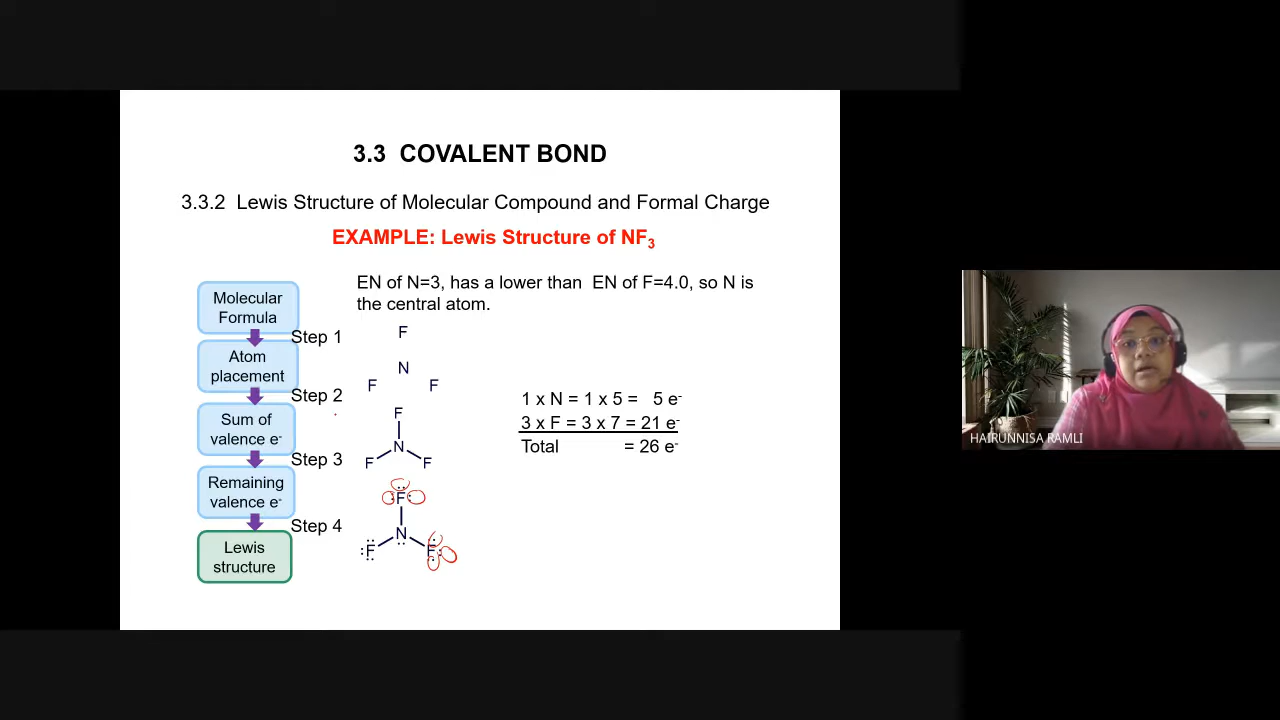 3.3 COVALENT BOND
3.3.2 Lewis Structure of Molecular Compound and Formal Charge
EXAMPLE: Lewis Structure of NF₃
EN of N=3, has a lower than EN of F=4.0, so N is
the central atom.
Molecular
Formula
Step 1
Atom
placement
Step 2
Sum of
valence e⁻
Step 3
Remaining
valence e⁻
Step 4
Lewis
structure
F
N
F F
F
N
F F
F
N
F F
1 x N = 1 x 5 = 5 e⁻
3 x F = 3 x 7 = 21 e⁻
Total = 26 e⁻
HAIRUNNISA RAMLI